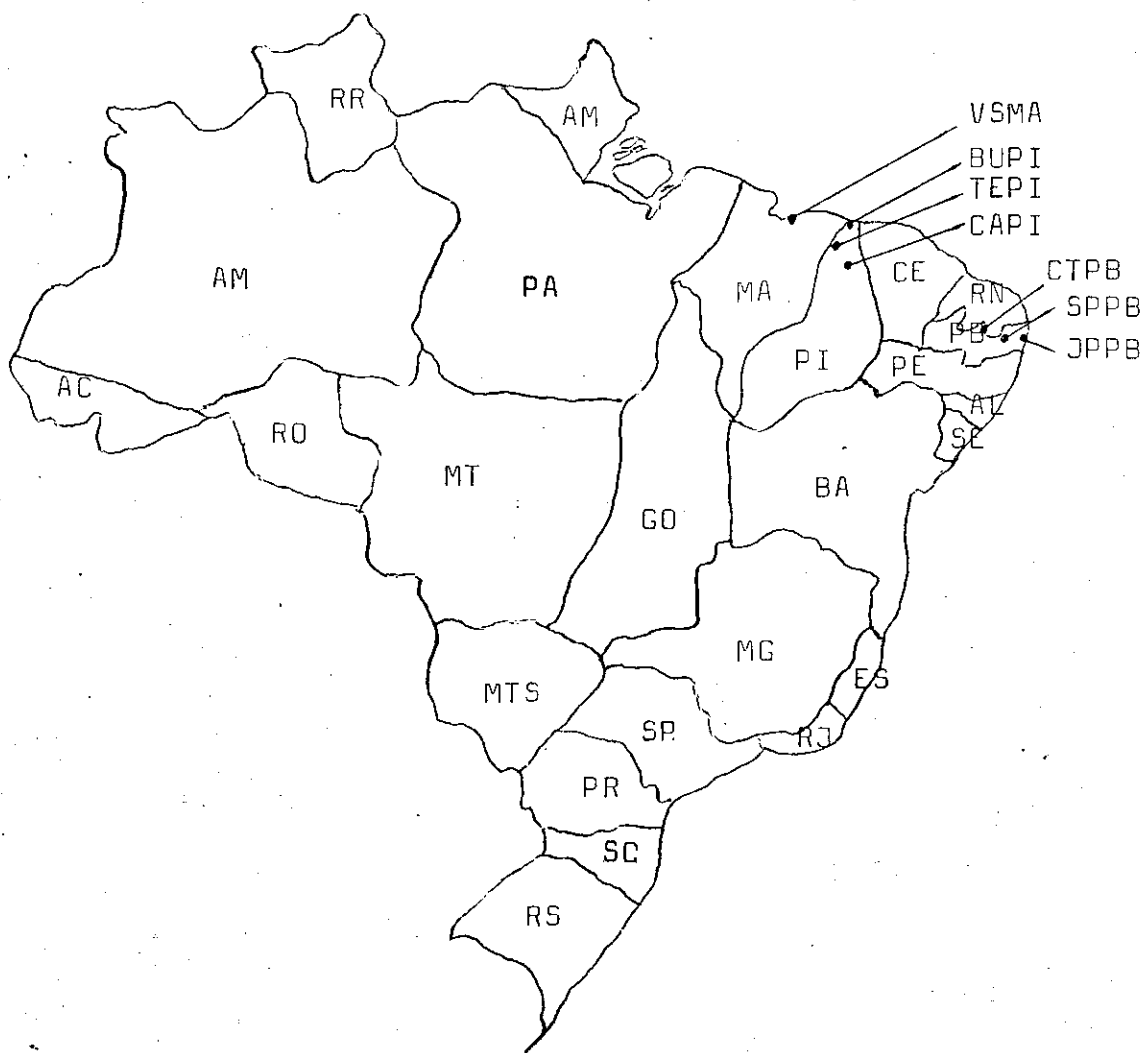 RR
AM
VSMA
BUPI
TEPI
CAPI
AM
PA
MA
CE
CTPB
RN
SPPB
PB
JPPB
PI
PE
AC
AL
RO
SE
MT
BA
GO
MG
ES
MTS
SP
RJ
PR
SC
RS